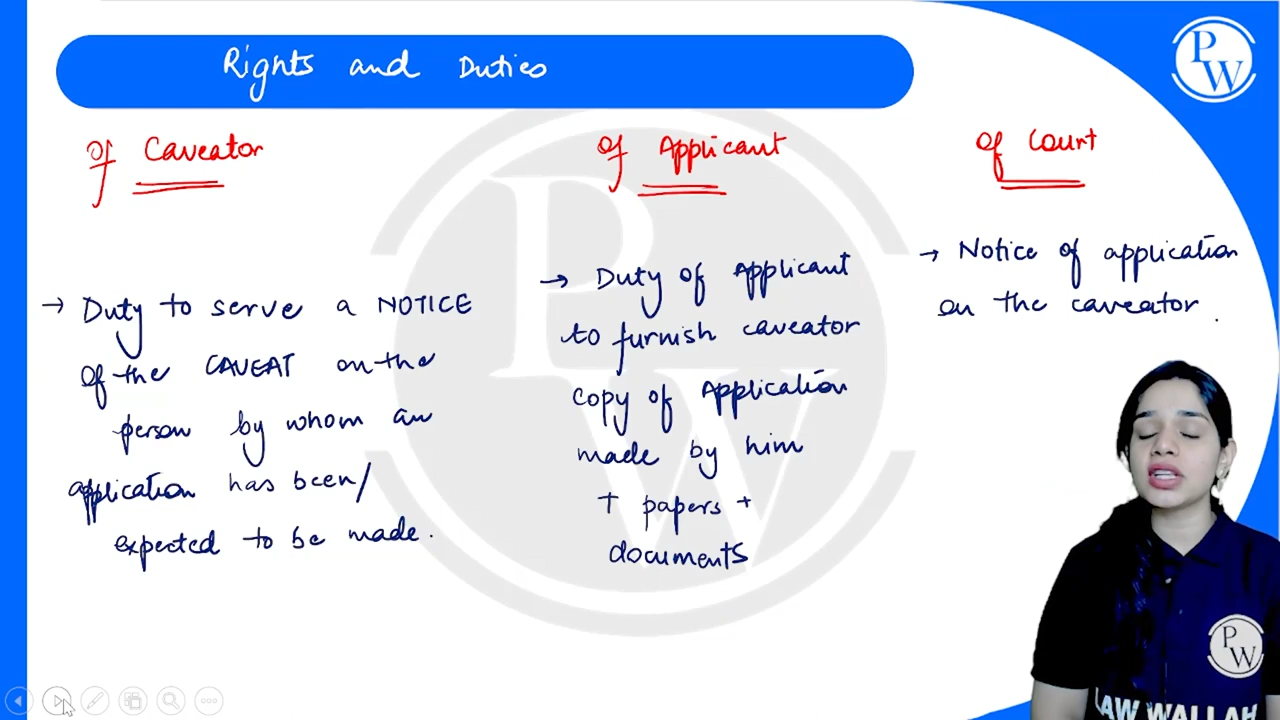 Rights and Duties
PW
Of Caveator
→ Duty to serve a NOTICE
Of the CAVEAT on the
person by whom an
application has been/
expected to be made.
Of Applicant
→ Duty of Applicant
to furnish caveator
copy of Application
made by him
+ papers +
documents
Of Court
→ Notice of application
on the caveator.
PW
PW
LAW WALLAH